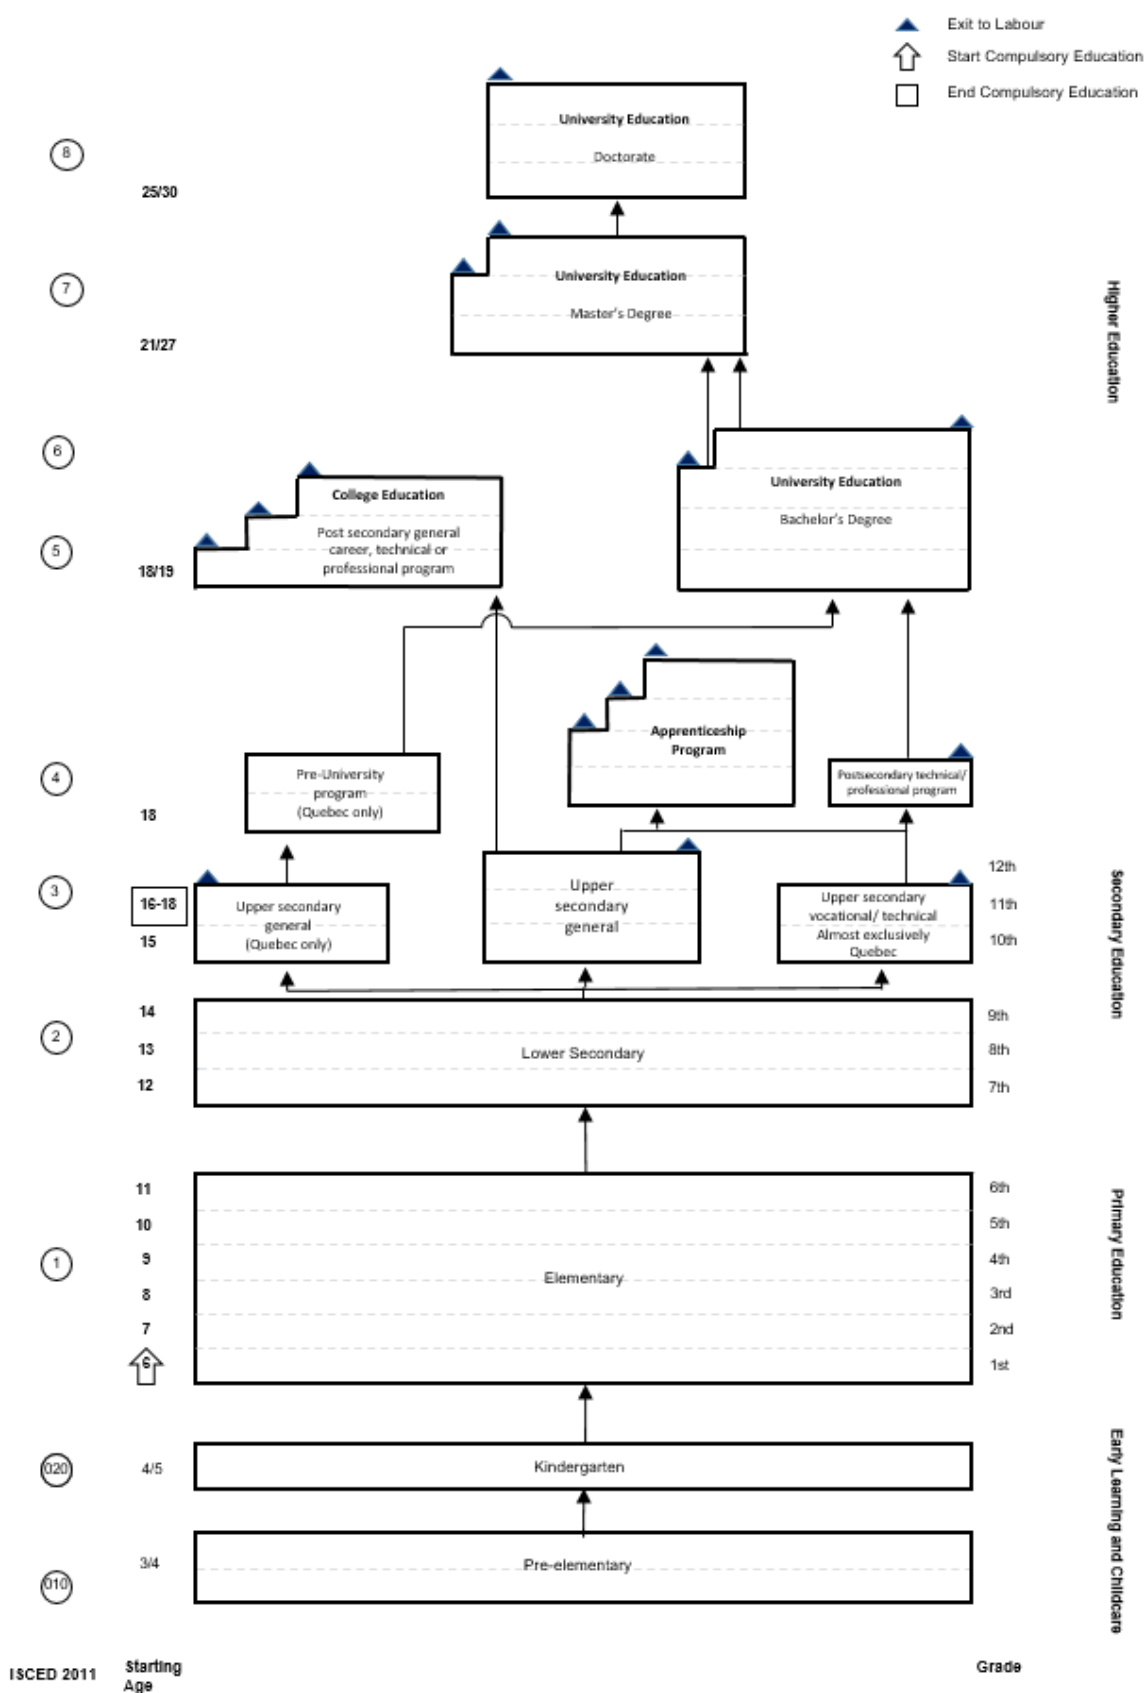 Exit to Labour
Start Compulsory Education
End Compulsory Education
University Education
Doctorate
8
25/30
University Education
Master's Degree
7
21/27
Higher Education
6
University Education
Bachelor's Degree
College Education
Post secondary general
career, technical or
professional program
5
18/19
Apprenticeship
Program
Pre-University
program
(Quebec only)
Postsecondary technical/
professional program
4
18
12th
3
16-18
Upper secondary
general
(Quebec only)
Upper
secondary
general
Upper secondary
vocational/ technical
Almost exclusively
Quebec
11th
15
10th
Secondary Education
14
9th
2
13
Lower Secondary
8th
12
7th
11
6th
10
5th
9
4th
1
Elementary
8
3rd
7
2nd
6
1st
Primary Education
020
4/5
Kindergarten
3/4
Pre-elementary
010
Early Learning and Childcare
ISCED 2011
Starting
Age
Grade